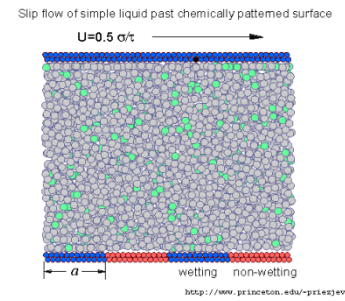 Slip flow of simple liquid past chemically patterned surface
U=0.5 σ/τ
a
wetting non-wetting
http://www.princeton.edu/~priezjev